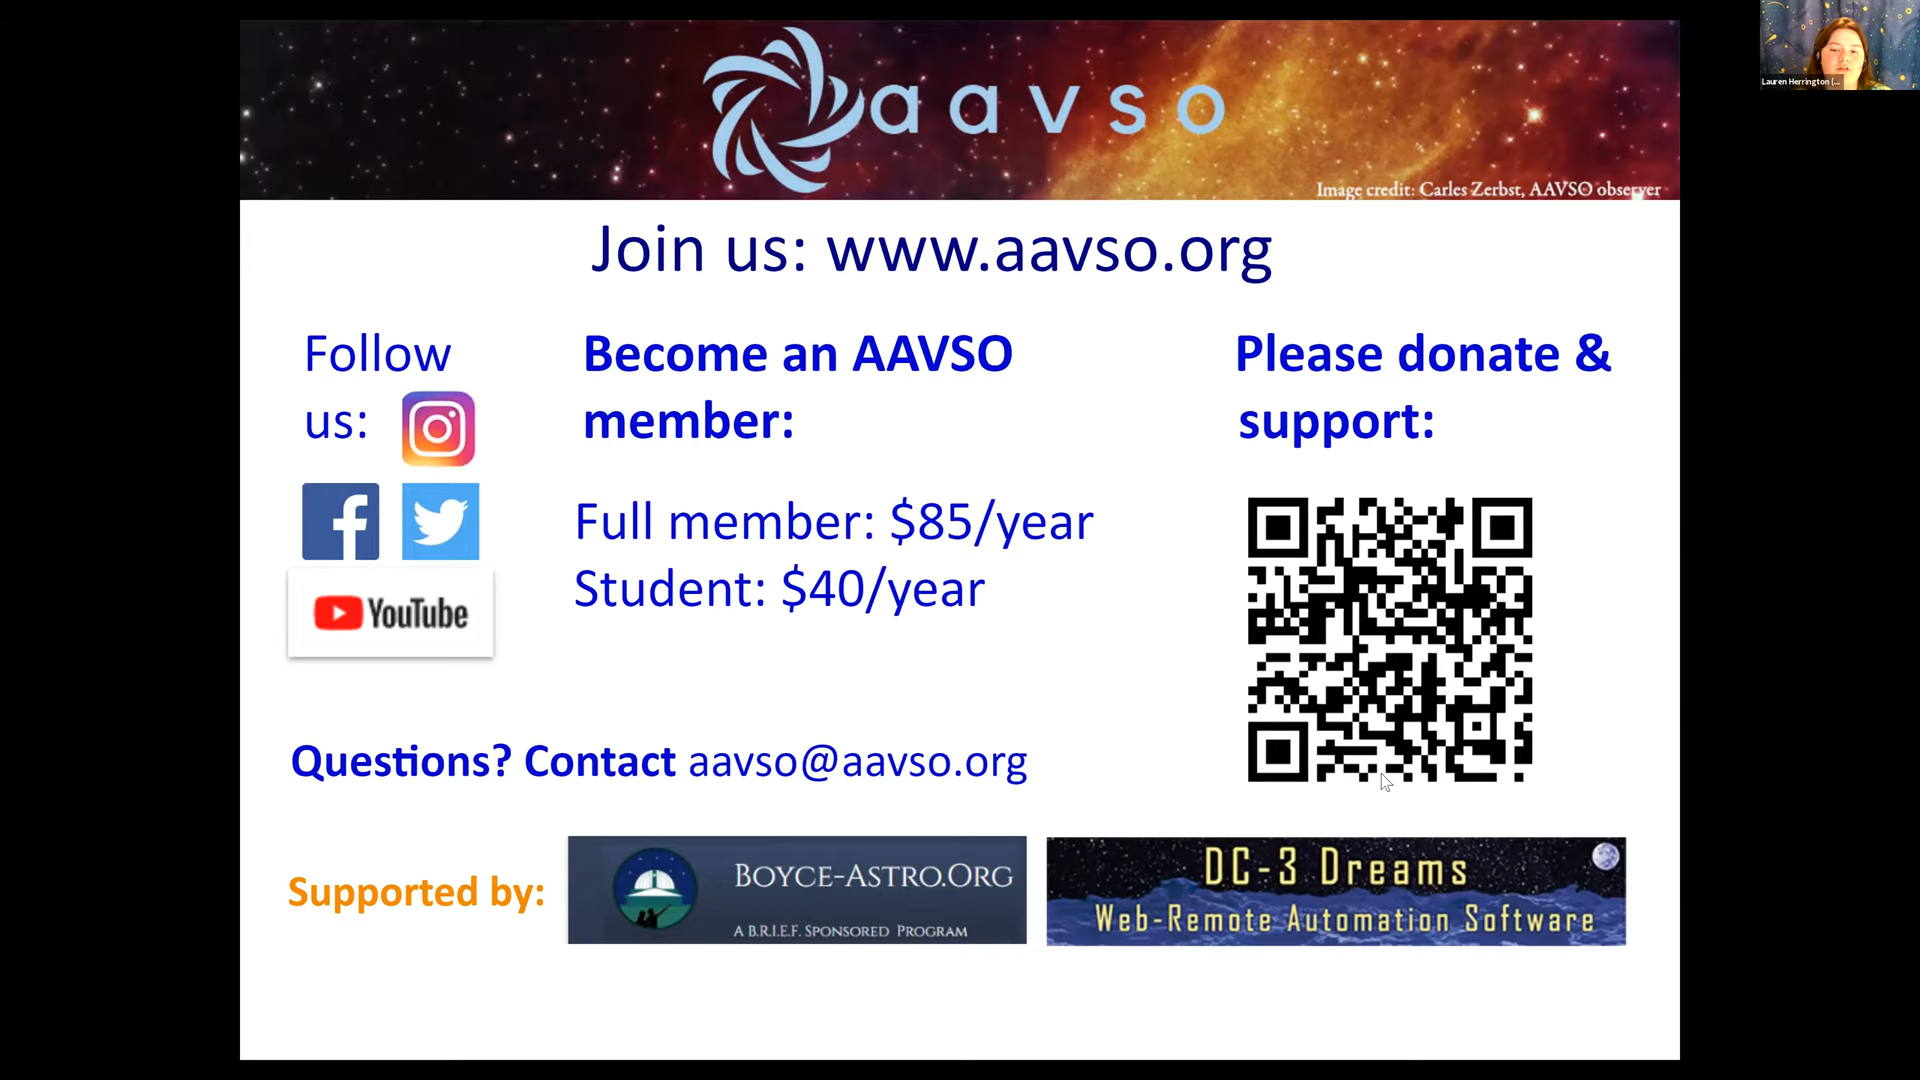 aavso
Image credit: Carles Zerbst, AAVSO observer
Lauren Herrington (...
Join us: www.aavso.org
Follow
us:
YouTube
Become an AAVSO
member:
Full member: $85/year
Student: $40/year
Please donate &
support:
Questions? Contact aavso@aavso.org
Supported by:
BOYCE-ASTRO.ORG
A B.R.I.E.F. SPONSORED PROGRAM
DC-3 Dreams
Web-Remote Automation Software